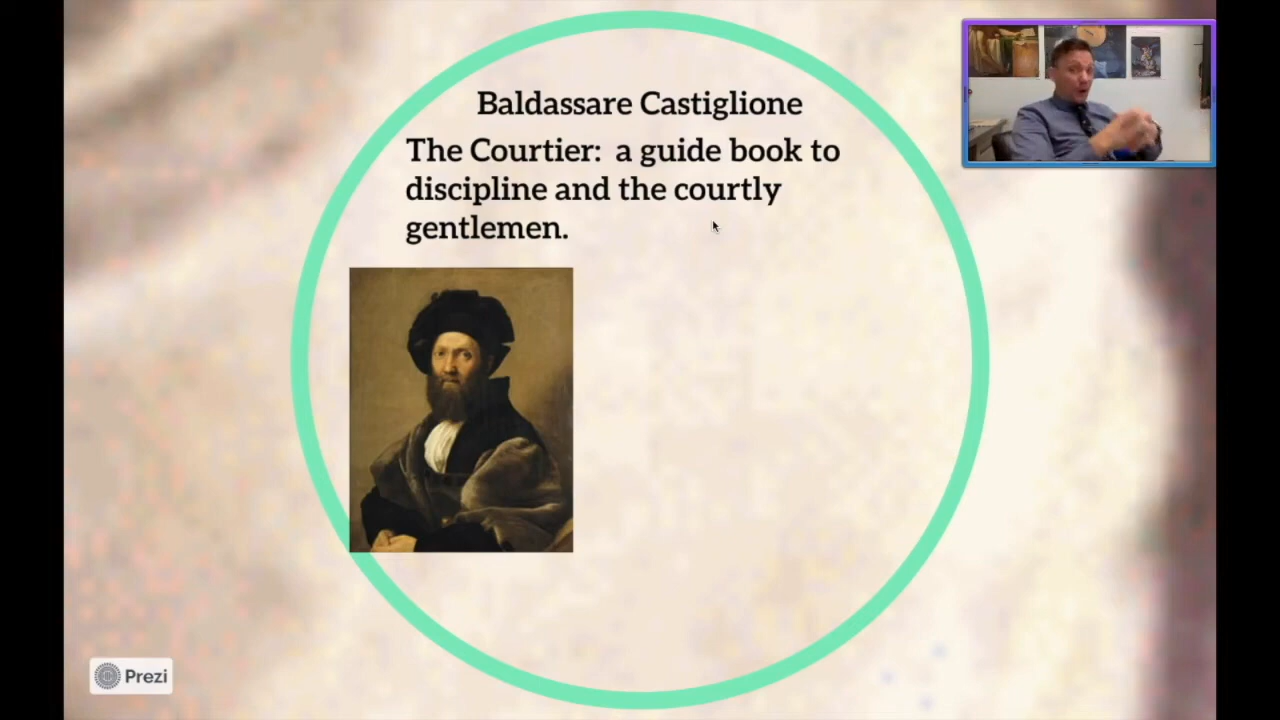 Baldassare Castiglione
The Courtier:  a guide book to
discipline and the courtly
gentlemen.
Prezi